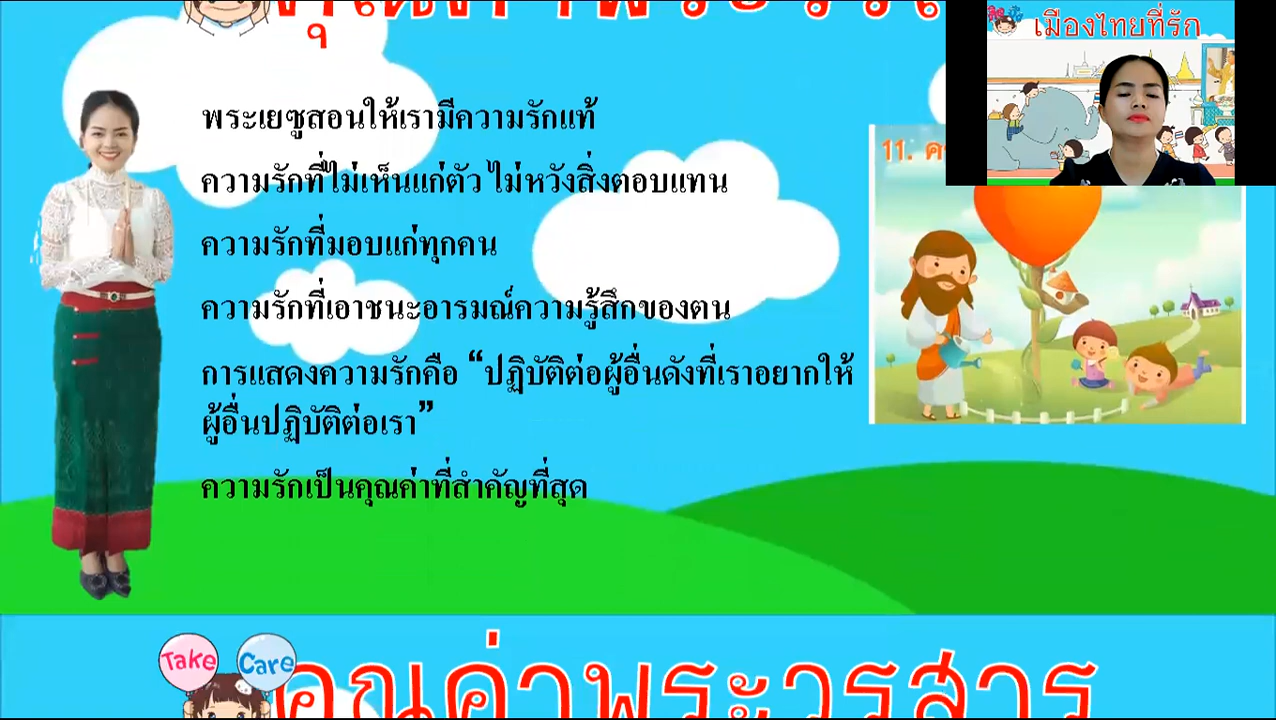 เมืองไทยที่รัก
พระเยซูสอนให้เรามีความรักแท้
11.
ความรักที่ไม่เห็นแก่ตัว ไม่หวังสิ่งตอบแทน
ความรักที่มอบแก่ทุกคน
ความรักที่เอาชนะอารมณ์ความรู้สึกของตน
การแสดงความรักคือ “ปฏิบัติต่อผู้อื่นดังที่เราอยากให้
ผู้อื่นปฏิบัติต่อเรา”
ความรักเป็นคุณค่าที่สำคัญที่สุด
Take Care
คุณค่าพระวรสาร